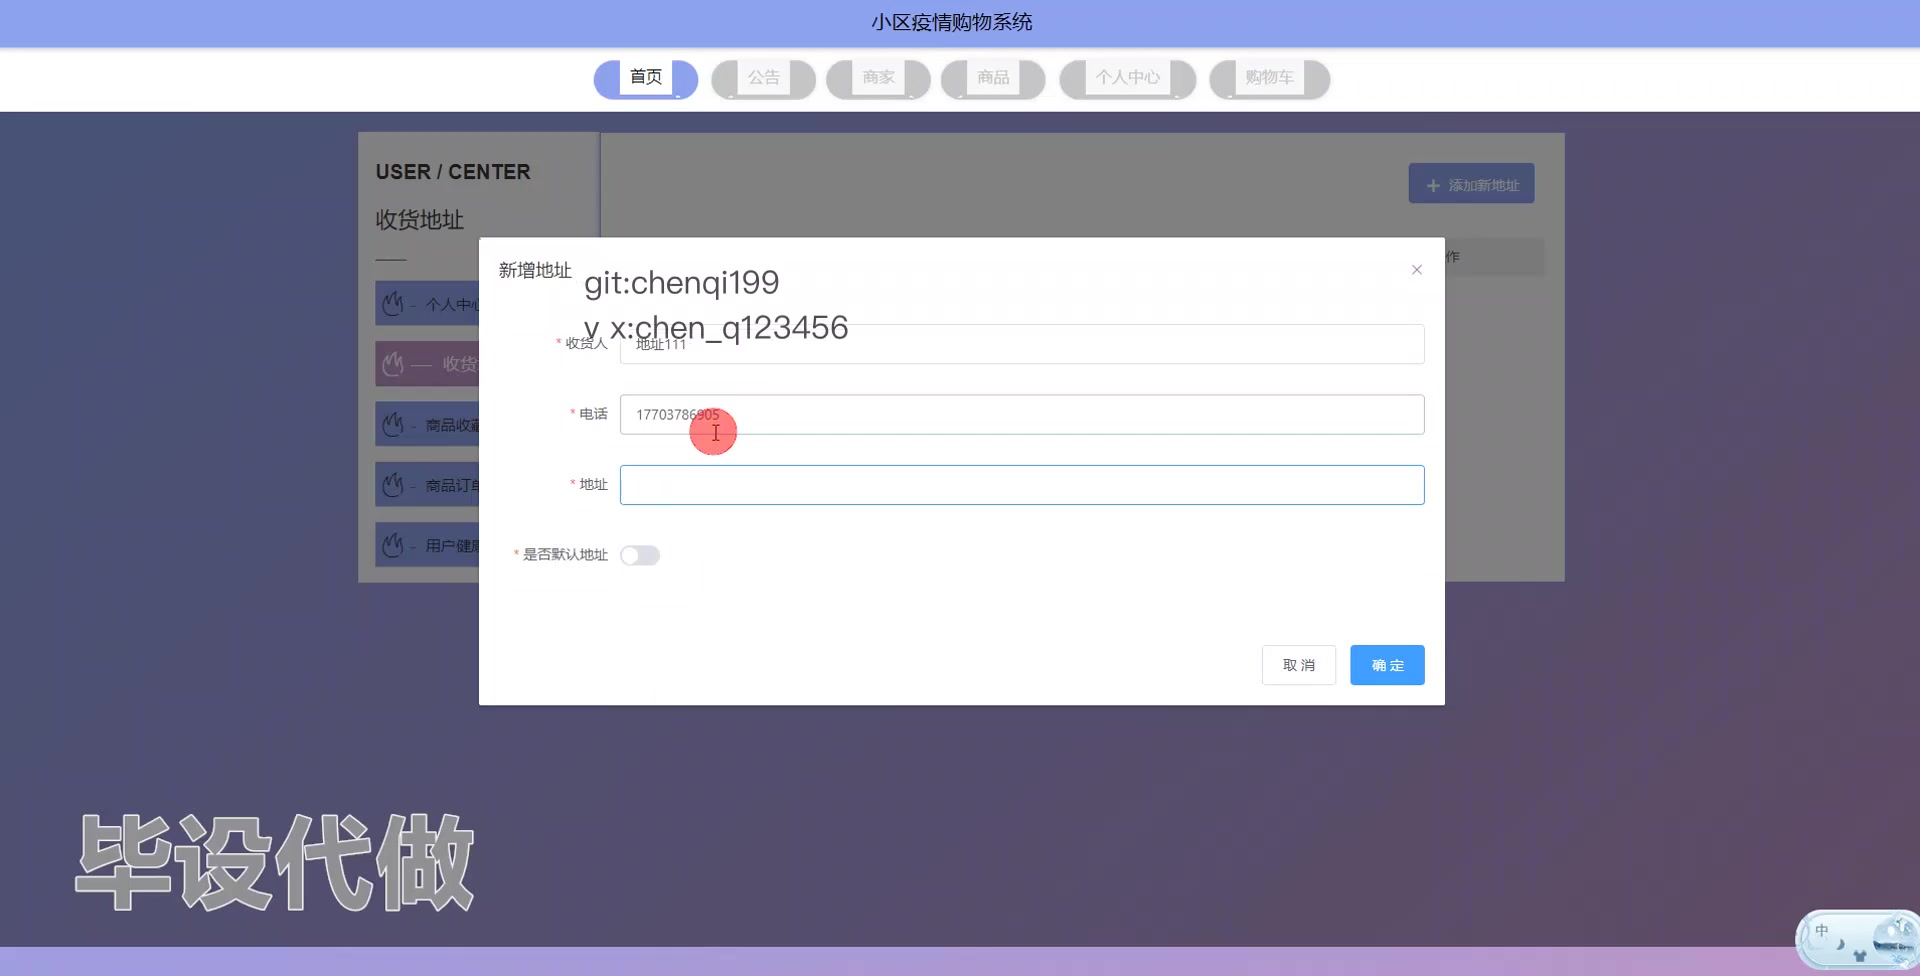 小区疫情购物系统
首页 公告 商家 商品 个人中心 购物车
USER / CENTER
收货地址
添加新地址
作
新增地址
git:chenqi199
v x:chen_q123456
* 收货人 地址111
* 电话 17703786905
* 地址
* 是否默认地址
取消 确定
- 个人中心
收货
- 商品收藏
- 商品订单
- 用户健康
毕设代做
中